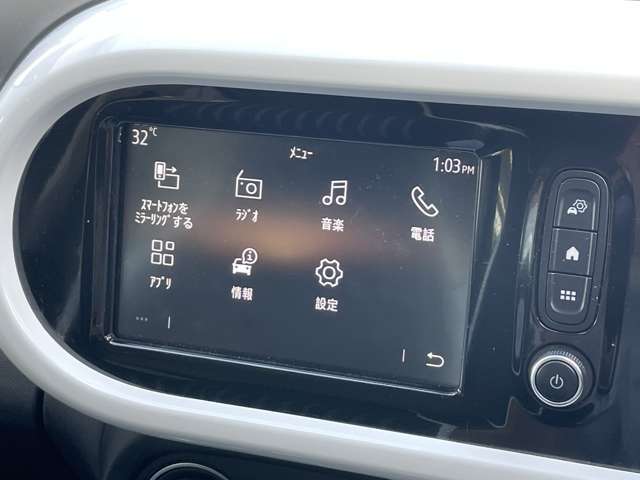 32°C
メニュー
1:03PM
スマートフォンを
ミラーリングする
ラジオ
音楽
電話
アプリ
情報
設定